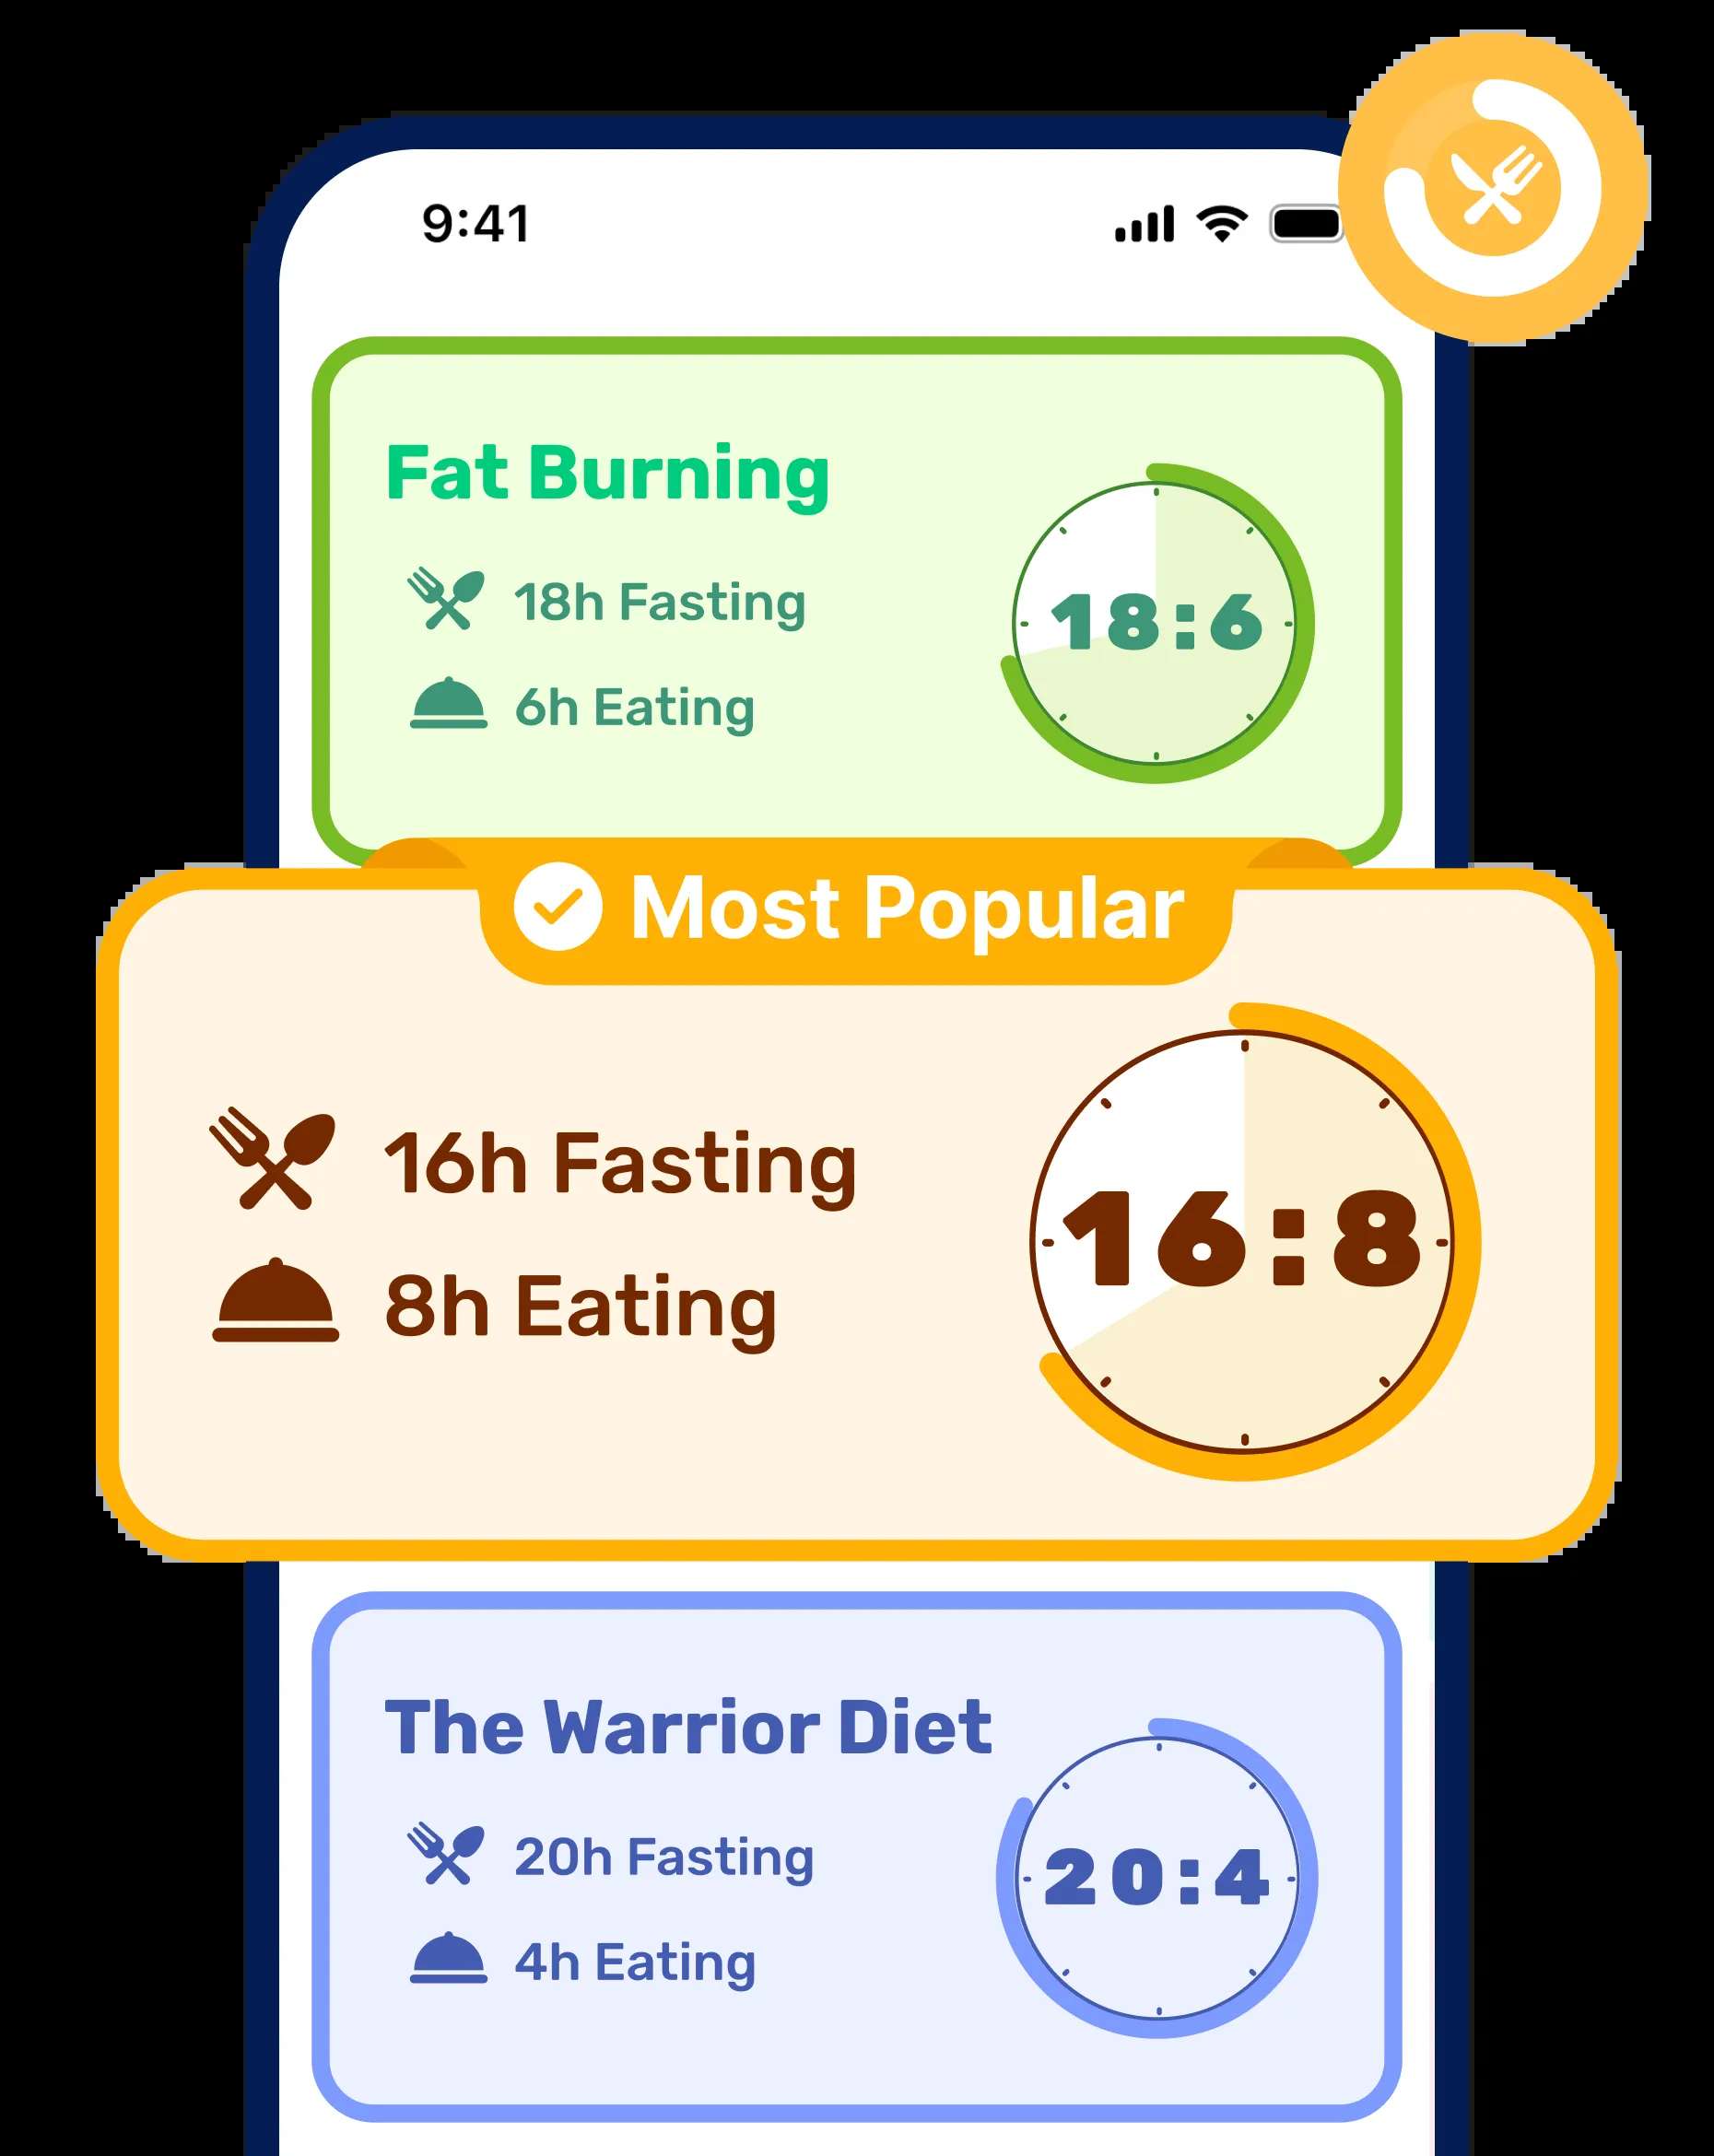 9:41
Fat Burning
18h Fasting
6h Eating
18:6
Most Popular
16h Fasting
8h Eating
16:8
The Warrior Diet
20h Fasting
4h Eating
20:4